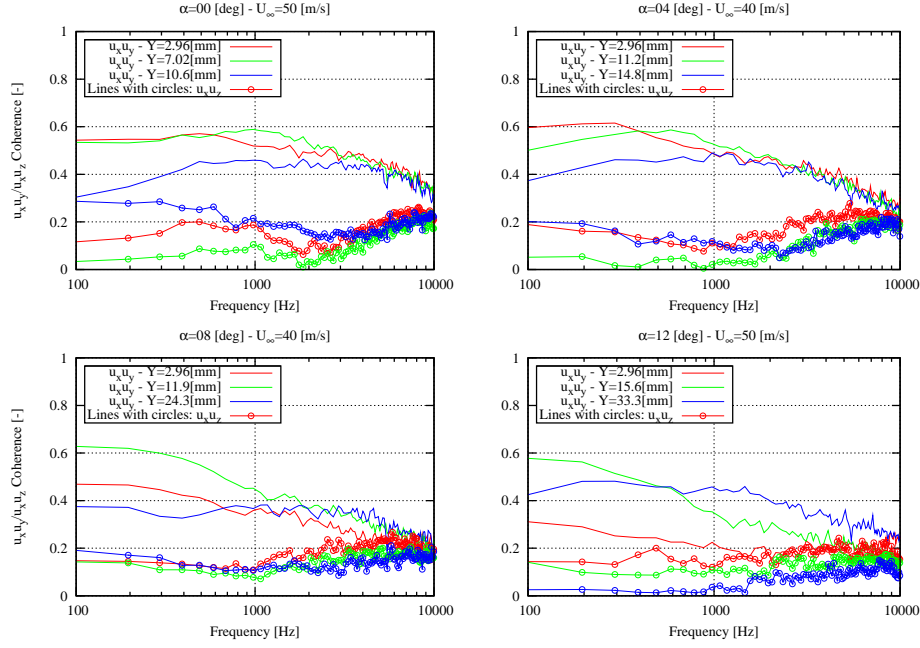 α=00 [deg] - U∞=50 [m/s]
uxuy/uxuz Coherence [-]
uxuy - Y=2.96[mm]
uxuy - Y=7.02[mm]
uxuy - Y=10.6[mm]
Lines with circles: uxuz
1
0.8
0.6
0.4
0.2
0
100 1000 10000
Frequency [Hz]
α=04 [deg] - U∞=40 [m/s]
uxuy - Y=2.96[mm]
uxuy - Y=11.2[mm]
uxuy - Y=14.8[mm]
Lines with circles: uxuz
1
0.8
0.6
0.4
0.2
0
100 1000 10000
Frequency [Hz]
α=08 [deg] - U∞=40 [m/s]
uxuy/uxuz Coherence [-]
uxuy - Y=2.96[mm]
uxuy - Y=11.9[mm]
uxuy - Y=24.3[mm]
Lines with circles: uxuz
1
0.8
0.6
0.4
0.2
0
100 1000 10000
Frequency [Hz]
α=12 [deg] - U∞=50 [m/s]
uxuy - Y=2.96[mm]
uxuy - Y=15.6[mm]
uxuy - Y=33.3[mm]
Lines with circles: uxuz
1
0.8
0.6
0.4
0.2
0
100 1000 10000
Frequency [Hz]